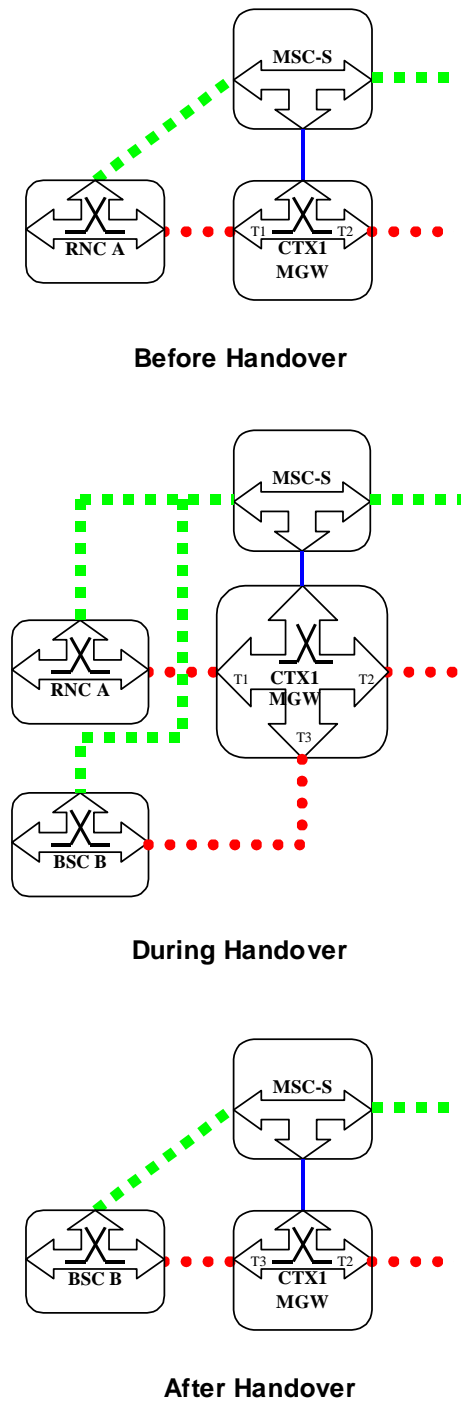 MSC-S
RNC A
T1
CTX1
T2
MGW
Before Handover
MSC-S
RNC A
T1
CTX1
T2
MGW
T3
BSC B
During Handover
MSC-S
BSC B
T3
CTX1
T2
MGW
After Handover